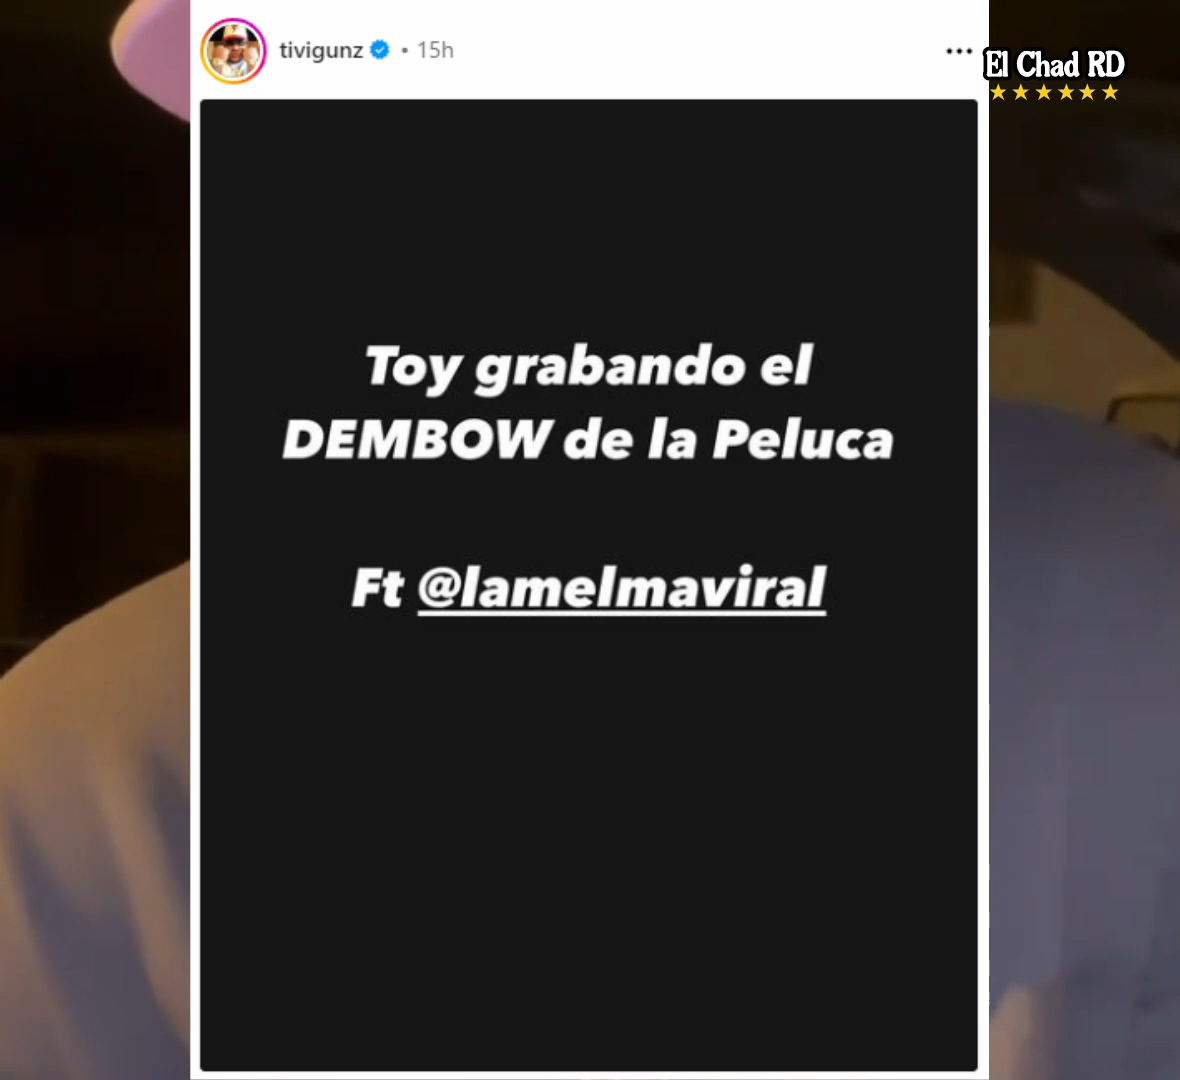 tivigunz • 15h
El Chad RD
Toy grabando el
DEMBOW de la Peluca
Ft @lamelmaviral